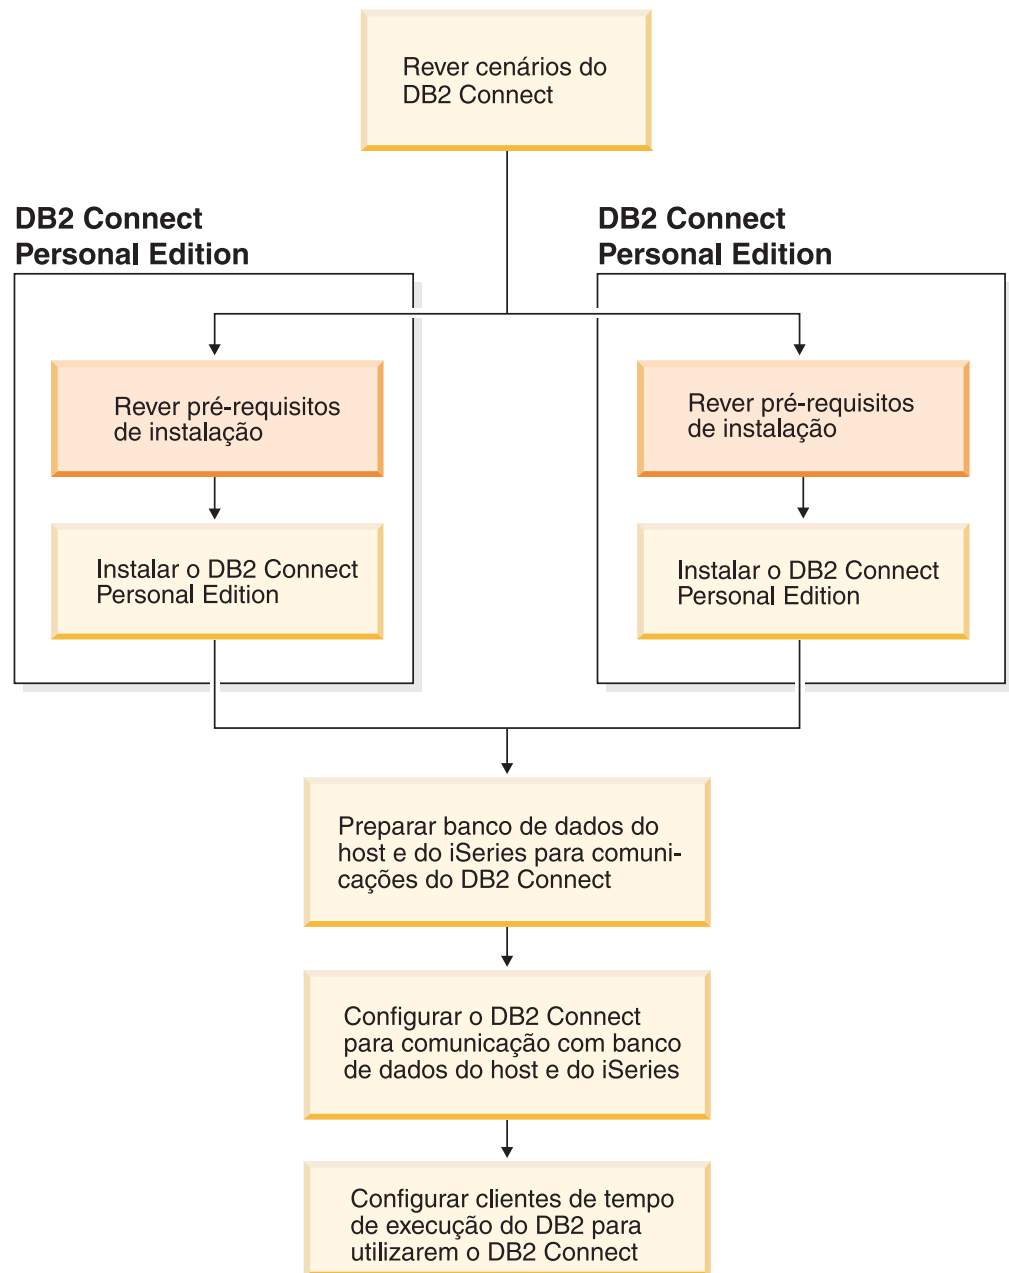 Rever cenários do
DB2 Connect
DB2 Connect
Personal Edition
DB2 Connect
Personal Edition
Rever pré-requisitos
de instalação
Rever pré-requisitos
de instalação
Instalar o DB2 Connect
Personal Edition
Instalar o DB2 Connect
Personal Edition
Preparar banco de dados do
host e do iSeries para comuni-
cações do DB2 Connect
Configurar o DB2 Connect
para comunicação com banco
de dados do host e do iSeries
Configurar clientes de tempo
de execução do DB2 para
utilizarem o DB2 Connect